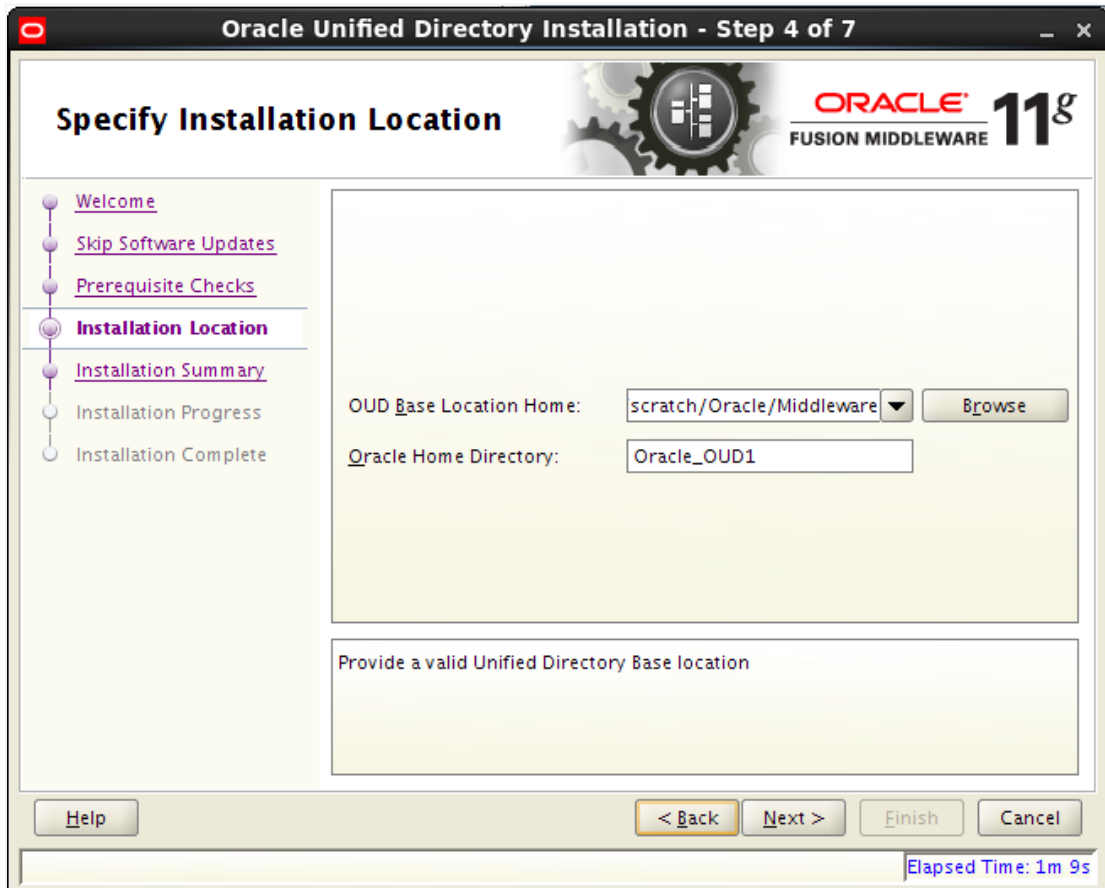 Oracle Unified Directory Installation - Step 4 of 7
Specify Installation Location
ORACLE
FUSION MIDDLEWARE
11g
Welcome
Skip Software Updates
Prerequisite Checks
Installation Location
Installation Summary
Installation Progress
Installation Complete
OUD Base Location Home: scratch/Oracle/Middleware Browse
Oracle Home Directory: Oracle_OUD1
Provide a valid Unified Directory Base location
Help < Back Next > Finish Cancel
Elapsed Time: 1m 9s